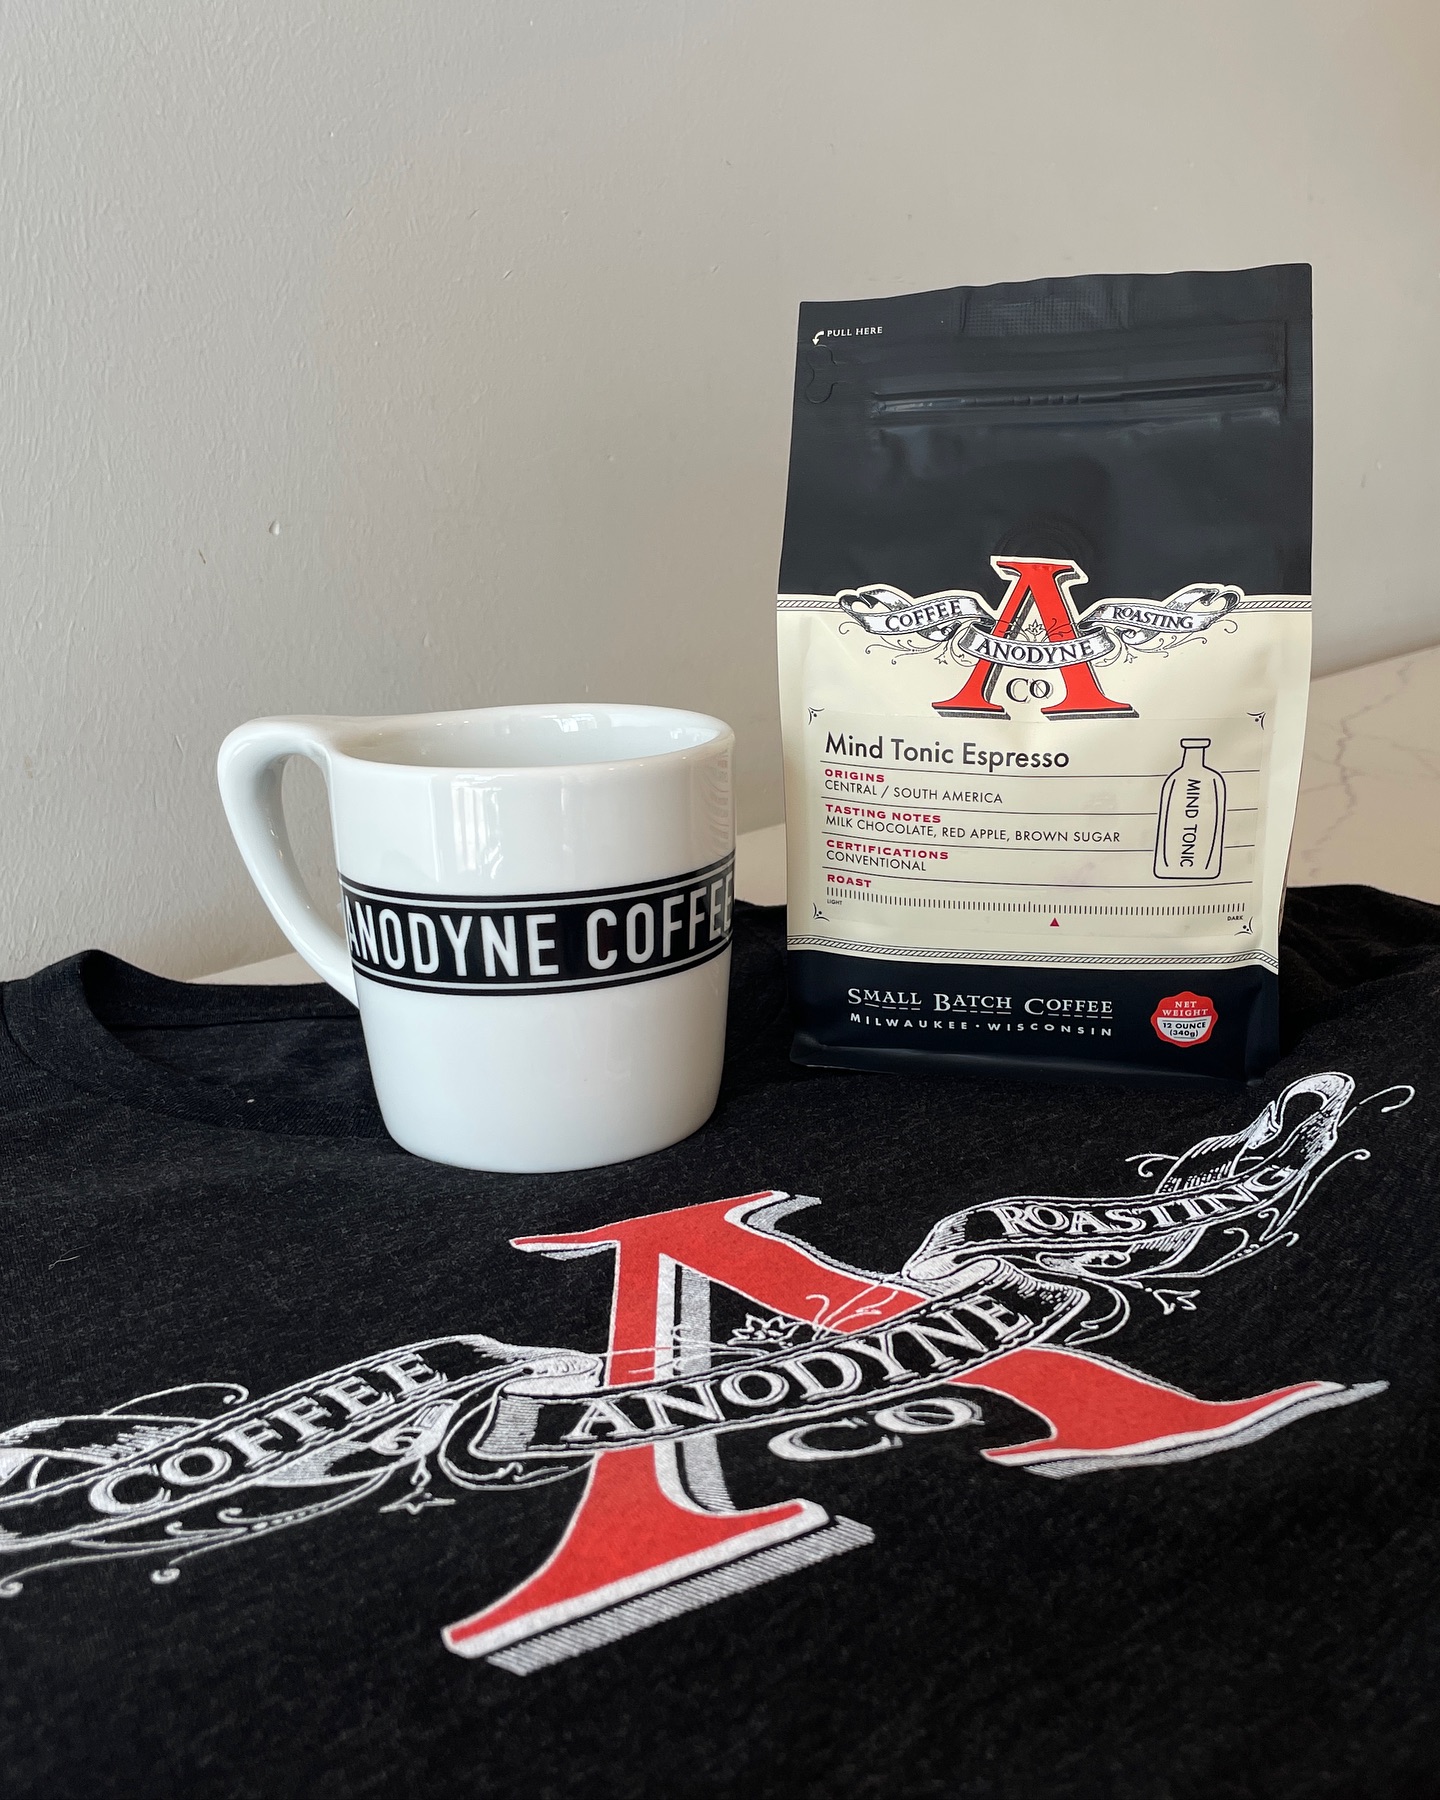 PULL HERE
COFFEE
ROASTING
ANODYNE
CO
Mind Tonic Espresso
ORIGINS
CENTRAL / SOUTH AMERICA
TASTING NOTES
MILK CHOCOLATE, RED APPLE, BROWN SUGAR
CERTIFICATIONS
CONVENTIONAL
ROAST
LIGHT
DARK
MIND TONIC
SMALL BATCH COFFEE
MILWAUKEE • WISCONSIN
NET
WEIGHT
12 OUNCE
(340g)
ANODYNE COFFEE
COFFEE
ROASTING
ANODYNE
CO